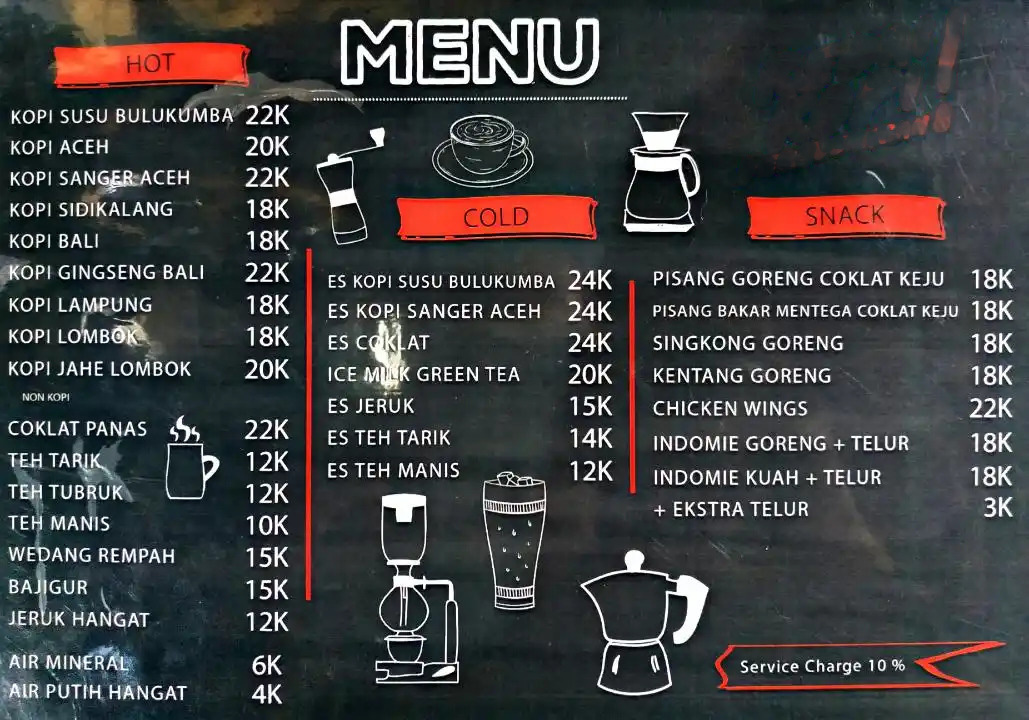 MENU
HOT
KOPI SUSU BULUKUMBA 22K
KOPI ACEH 20K
KOPI SANGER ACEH 22K
KOPI SIDIKALANG 18K
KOPI BALI 18K
KOPI GINGSENG BALI 22K
KOPI LAMPUNG 18K
KOPI LOMBOK 18K
KOPI JAHE LOMBOK 20K
NON KOPI
COKLAT PANAS 22K
TEH TARIK 12K
TEH TUBRUK 12K
TEH MANIS 10K
WEDANG REMPAH 15K
BAJIGUR 15K
JERUK HANGAT 12K
AIR MINERAL 6K
AIR PUTIH HANGAT 4K
COLD
ES KOPI SUSU BULUKUMBA 24K
ES KOPI SANGER ACEH 24K
ES COKLAT 24K
ICE MILK GREEN TEA 20K
ES JERUK 15K
ES TEH TARIK 14K
ES TEH MANIS 12K
SNACK
PISANG GORENG COKLAT KEJU 18K
PISANG BAKAR MENTEGA COKLAT KEJU 18K
SINGKONG GORENG 18K
KENTANG GORENG 18K
CHICKEN WINGS 22K
INDOMIE GORENG + TELUR 18K
INDOMIE KUAH + TELUR 18K
+ EKSTRA TELUR 3K
Service Charge 10 %